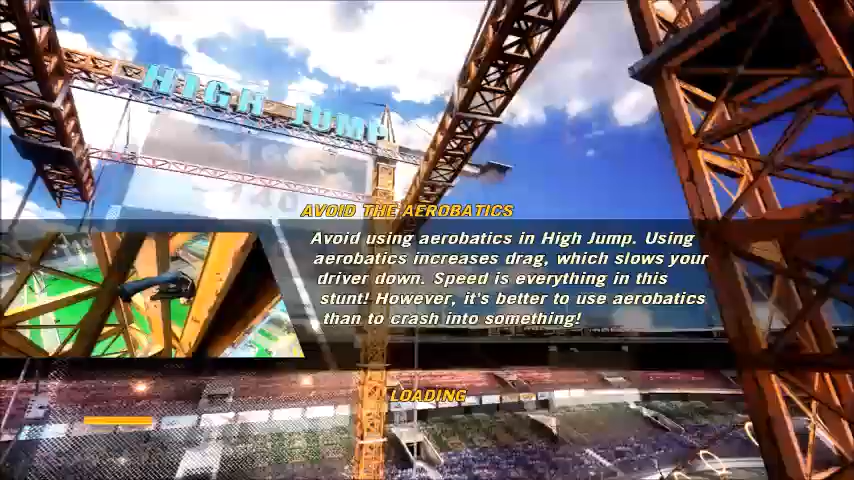 HIGH JUMP
140
AVOID THE AEROBATICS
Avoid using aerobatics in High Jump. Using
aerobatics increases drag, which slows your
driver down. Speed is everything in this
stunt! However, it's better to use aerobatics
than to crash into something!
LOADING